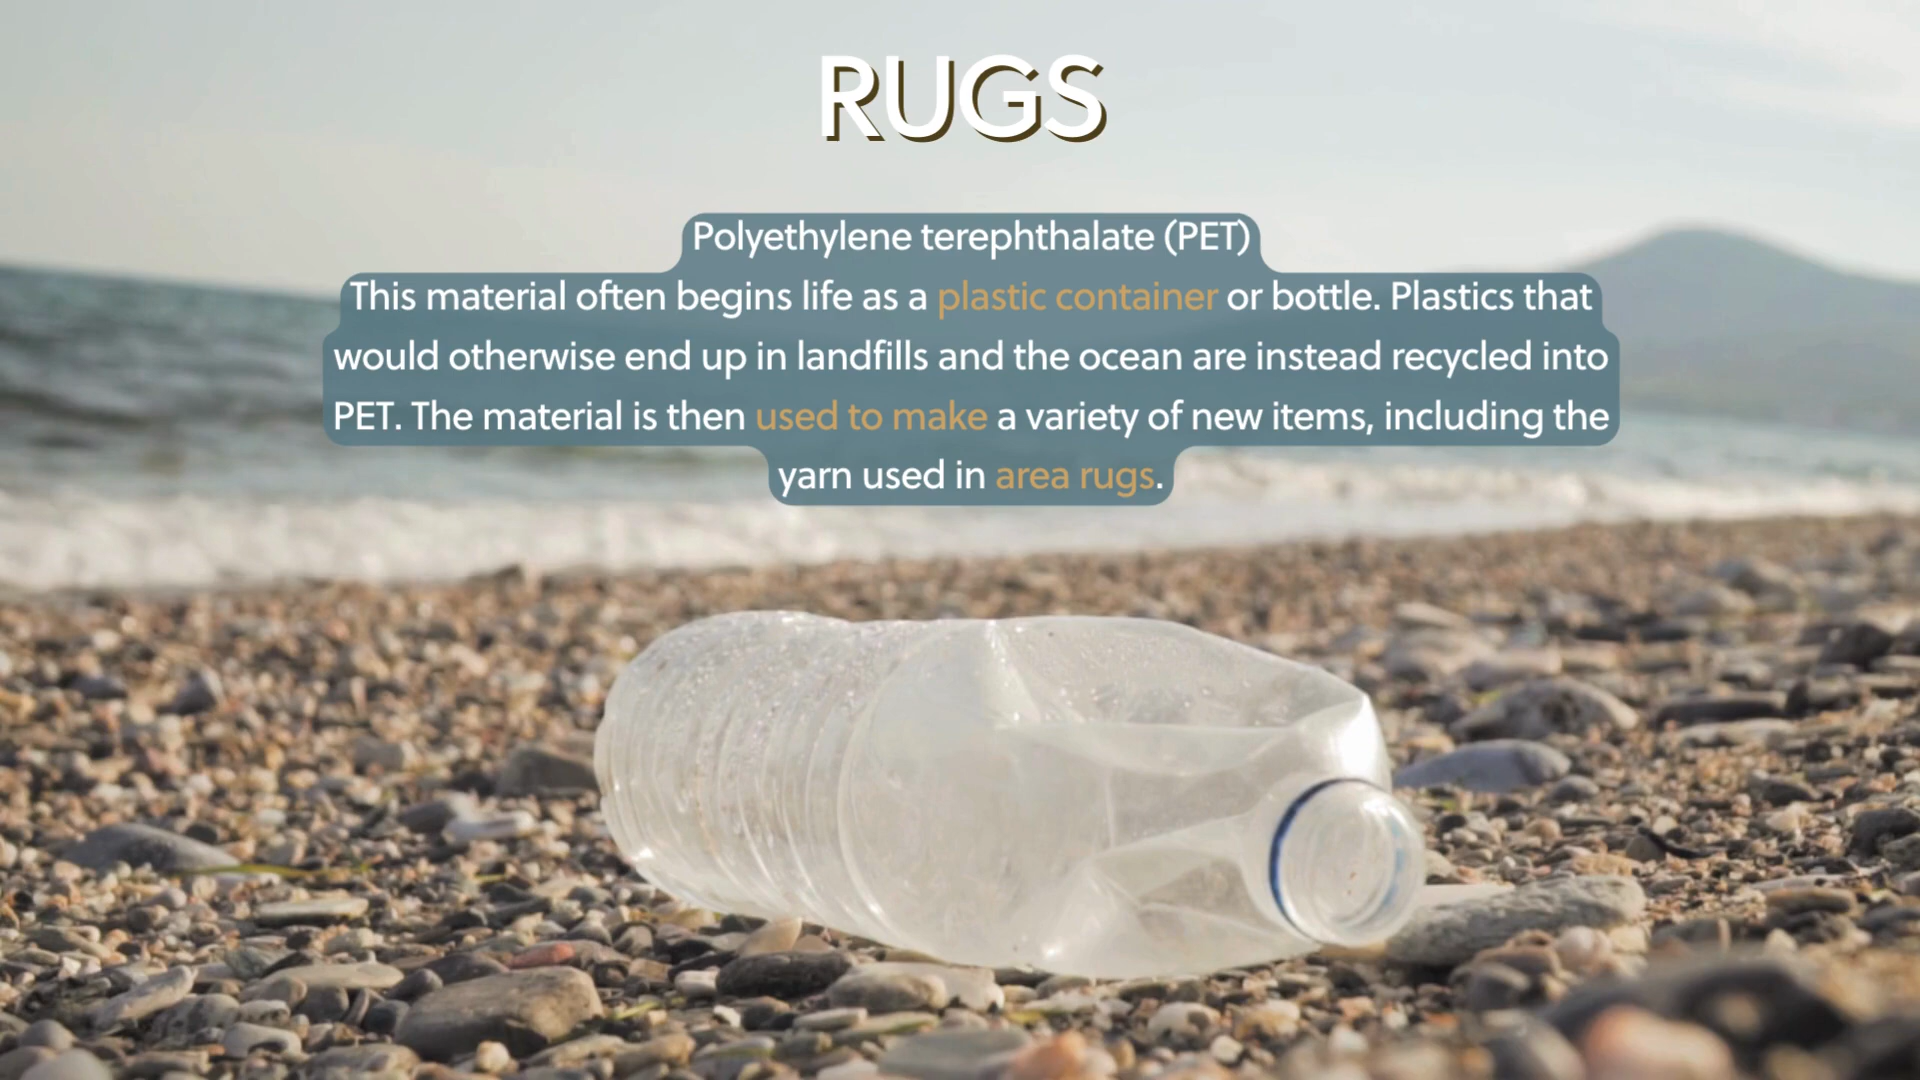 RUGS
Polyethylene terephthalate (PET)
This material often begins life as a plastic container or bottle. Plastics that
would otherwise end up in landfills and the ocean are instead recycled into
PET. The material is then used to make a variety of new items, including the
yarn used in area rugs.